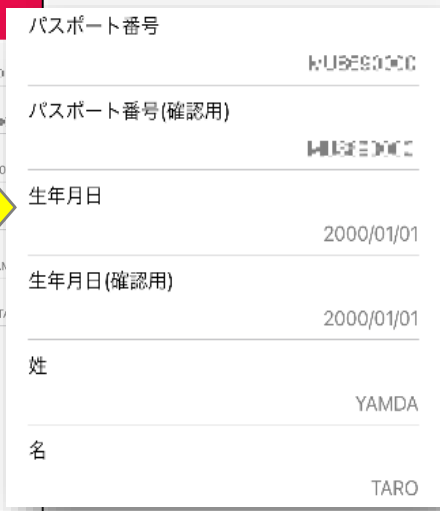 パスポート番号
パスポート番号(確認用)
生年月日
2000/01/01
生年月日(確認用)
2000/01/01
姓
YAMDA
名
TARO